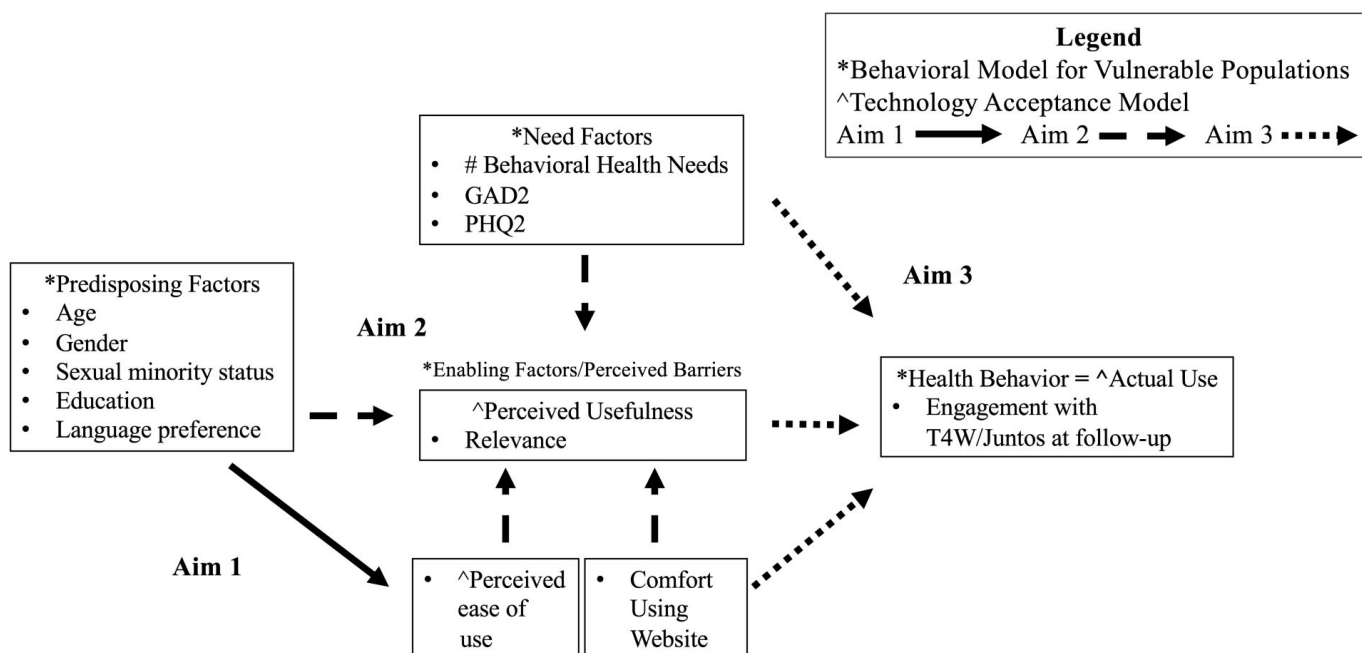 Legend
*Behavioral Model for Vulnerable Populations
^Technology Acceptance Model
Aim 1 Aim 2 Aim 3
*Need Factors
• # Behavioral Health Needs
• GAD2
• PHQ2
*Predisposing Factors
• Age
• Gender
• Sexual minority status
• Education
• Language preference
Aim 2
Aim 3
*Enabling Factors/Perceived Barriers
^Perceived Usefulness
• Relevance
*Health Behavior = ^Actual Use
• Engagement with
T4W/Juntos at follow-up
Aim 1
• ^Perceived
ease of
use
• Comfort
Using
Website